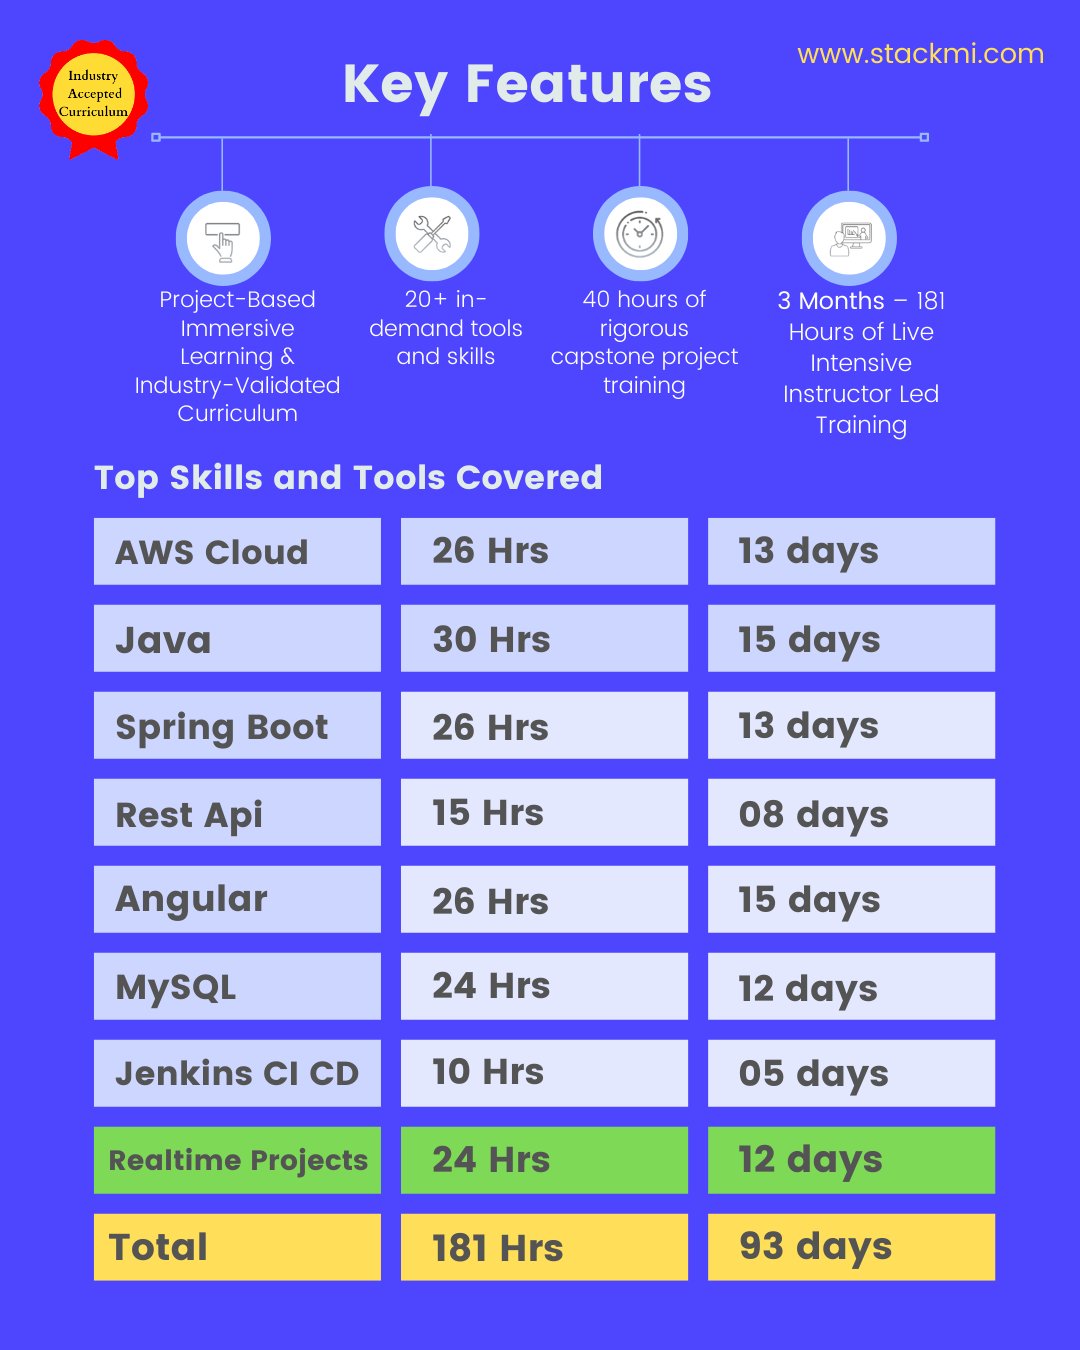 Industry
Accepted
Curriculum
www.stackmi.com
Key Features
Project-Based
Immersive
Learning &
Industry-Validated
Curriculum
20+ in-
demand tools
and skills
40 hours of
rigorous
capstone project
training
3 Months – 181
Hours of Live
Intensive
Instructor Led
Training
Top Skills and Tools Covered
AWS Cloud 26 Hrs 13 days
Java 30 Hrs 15 days
Spring Boot 26 Hrs 13 days
Rest Api 15 Hrs 08 days
Angular 26 Hrs 15 days
MySQL 24 Hrs 12 days
Jenkins CI CD 10 Hrs 05 days
Realtime Projects 24 Hrs 12 days
Total 181 Hrs 93 days